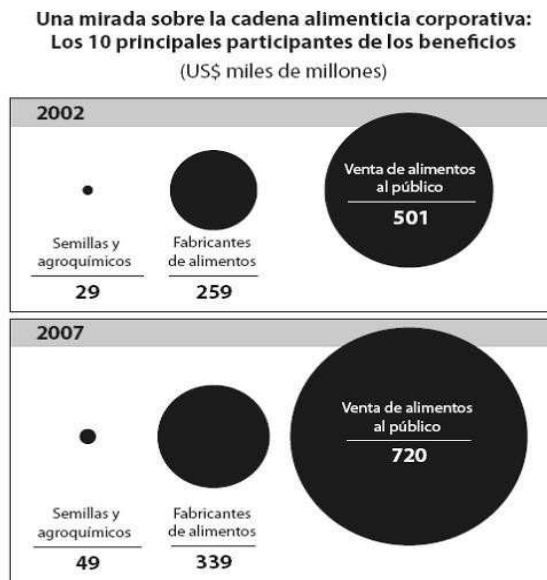 Una mirada sobre la cadena alimenticia corporativa:
Los 10 principales participantes de los beneficios
(US$ miles de millones)
2002
Semillas y
agroquímicos
29
Fabricantes
de alimentos
259
Venta de alimentos
al público
501
2007
Semillas y
agroquímicos
49
Fabricantes
de alimentos
339
Venta de alimentos
al público
720